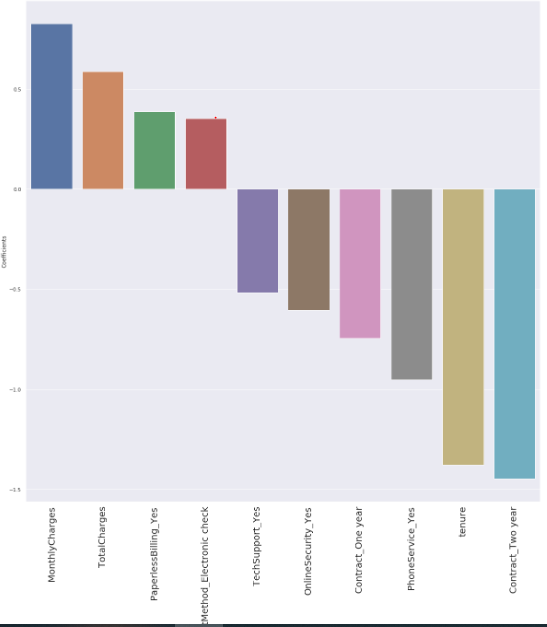 0.5
0.0
−0.5
−1.0
−1.5
Coefficients
MonthlyCharges
TotalCharges
PaperlessBilling_Yes
tMethod_Electronic check
TechSupport_Yes
OnlineSecurity_Yes
Contract_One year
PhoneService_Yes
tenure
Contract_Two year